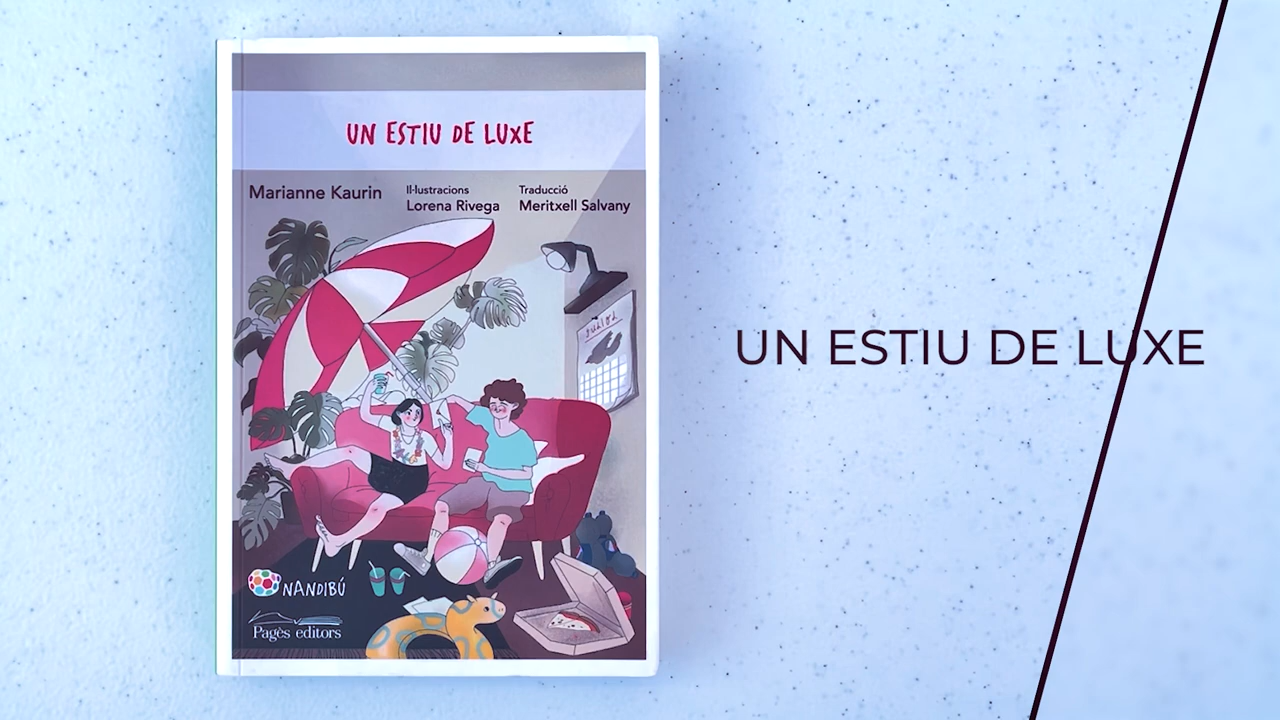 UN ESTIU DE LUXE
Marianne Kaurin
Il·lustracions
Lorena Rivega
Traducció
Meritxell Salvany
NANDIBÚ
Pagès editors
UN ESTIU DE LUXE